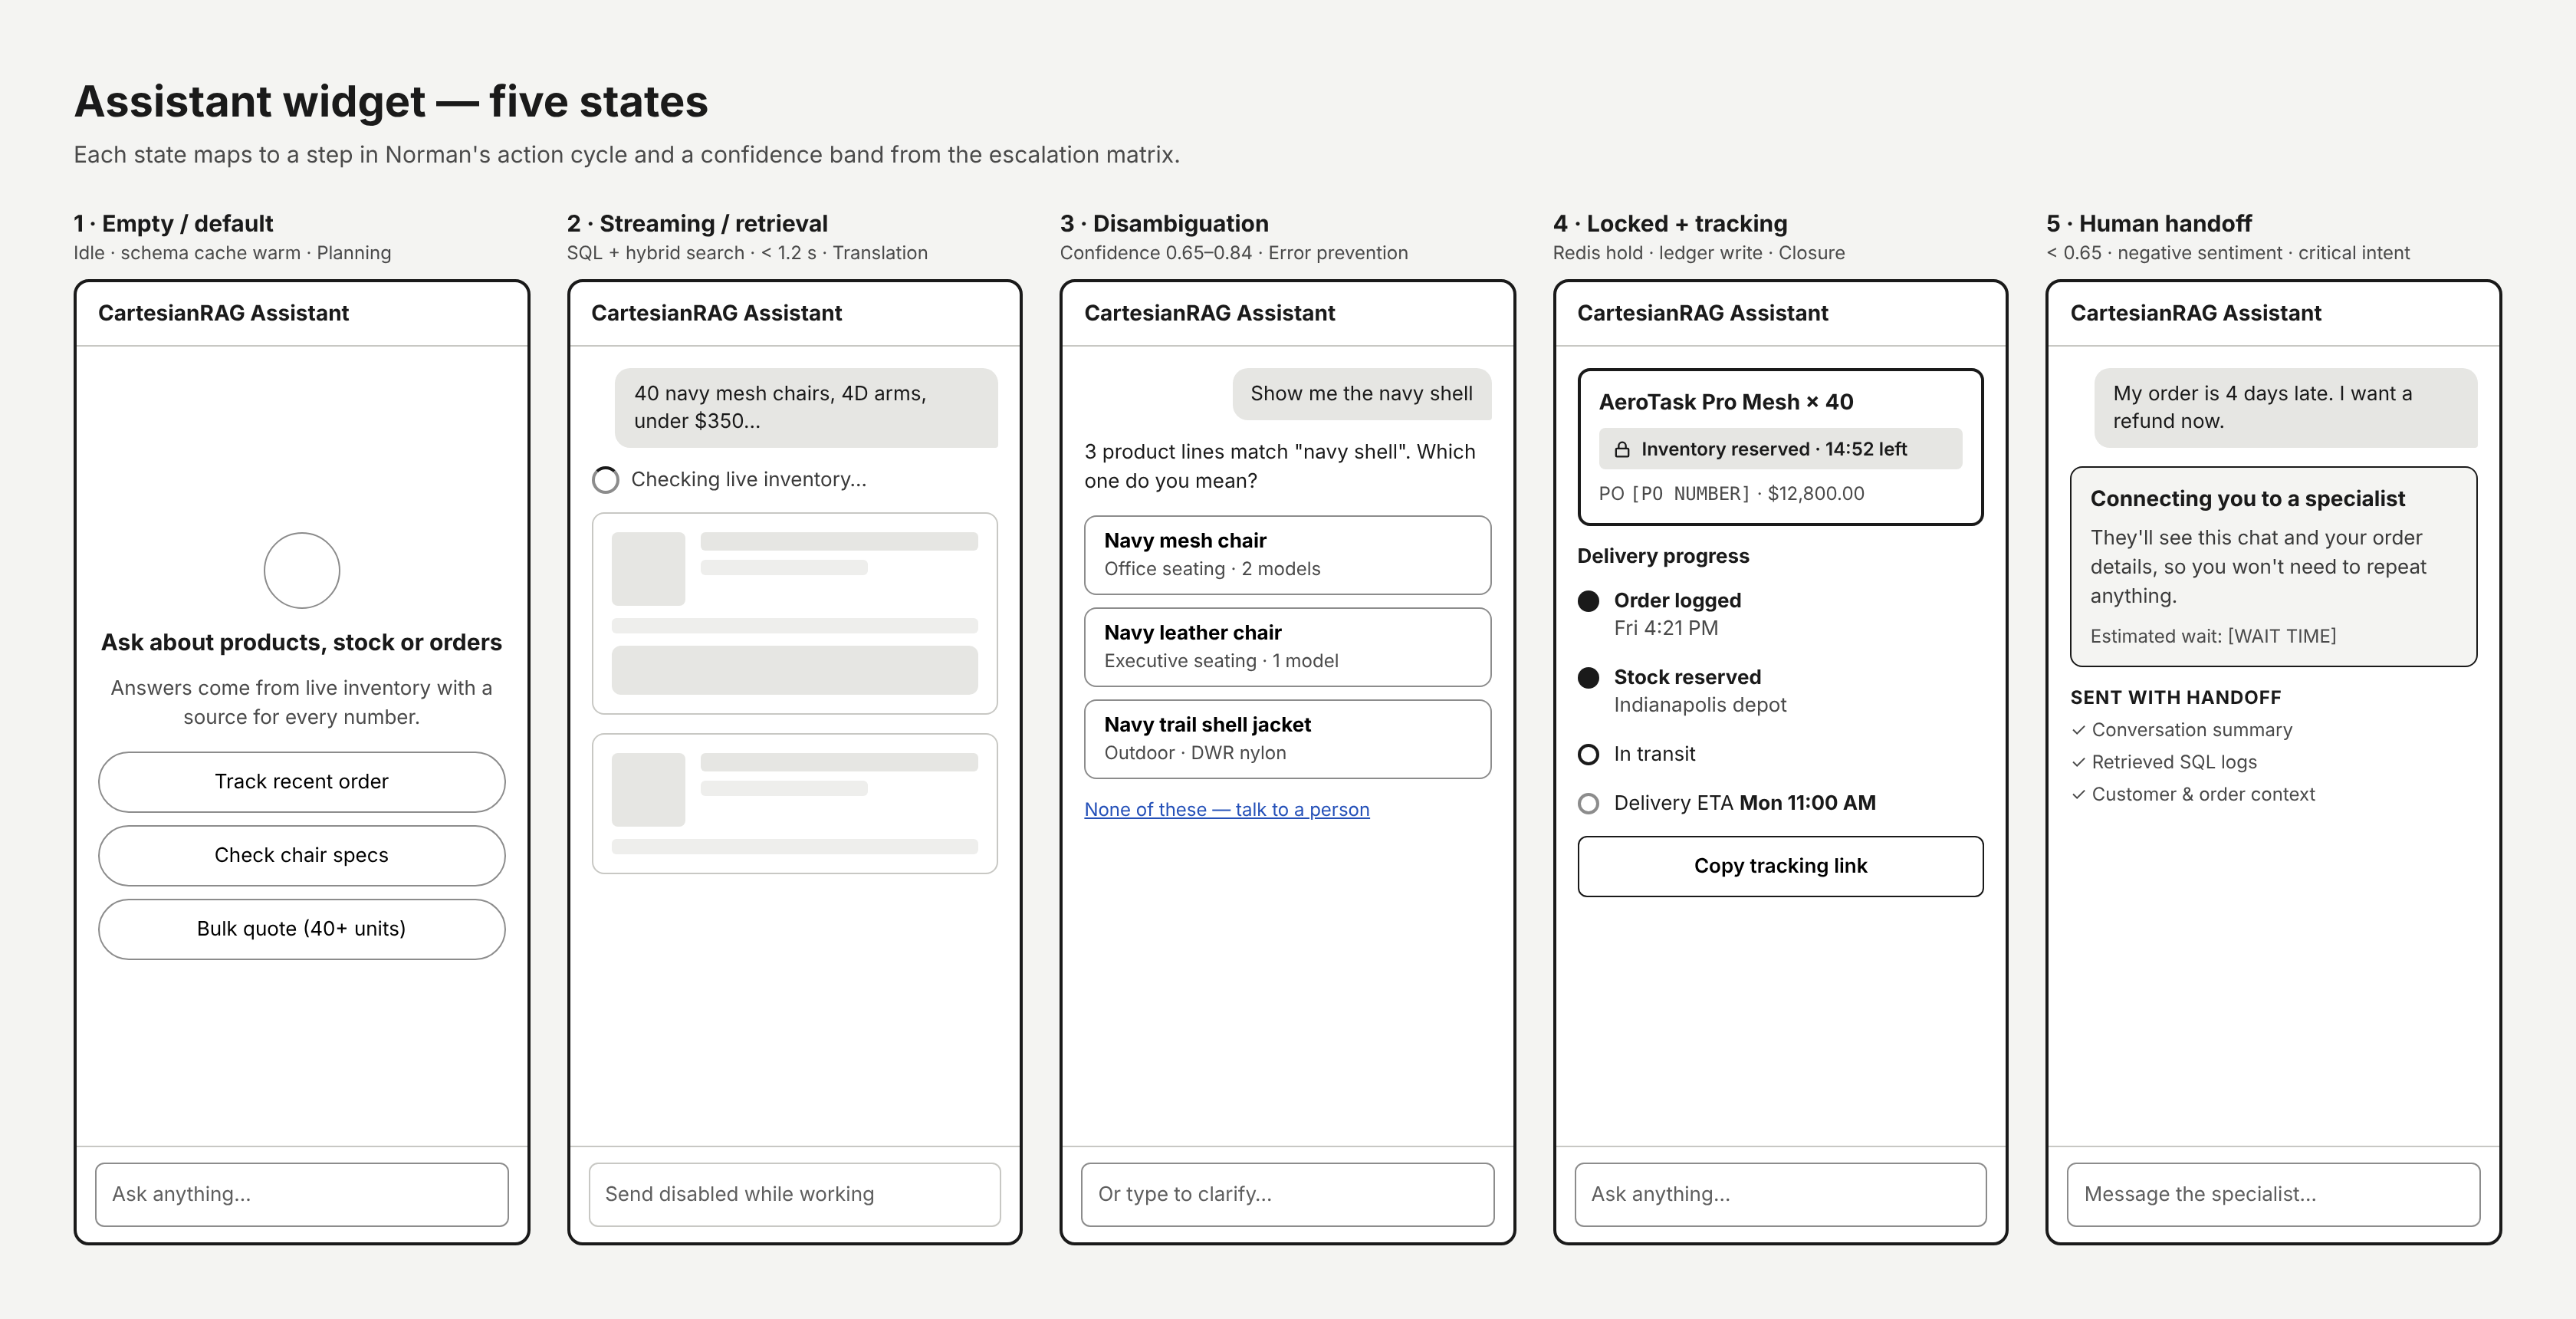 Assistant widget — five states
Each state maps to a step in Norman's action cycle and a confidence band from the escalation matrix.
1 · Empty / default
Idle · schema cache warm · Planning
CartesianRAG Assistant
Ask about products, stock or orders
Answers come from live inventory with a
source for every number.
Track recent order
Check chair specs
Bulk quote (40+ units)
Ask anything...
2 · Streaming / retrieval
SQL + hybrid search · < 1.2 s · Translation
CartesianRAG Assistant
40 navy mesh chairs, 4D arms,
under $350...
Checking live inventory...
Send disabled while working
3 · Disambiguation
Confidence 0.65–0.84 · Error prevention
CartesianRAG Assistant
Show me the navy shell
3 product lines match "navy shell". Which
one do you mean?
Navy mesh chair
Office seating · 2 models
Navy leather chair
Executive seating · 1 model
Navy trail shell jacket
Outdoor · DWR nylon
None of these — talk to a person
Or type to clarify...
4 · Locked + tracking
Redis hold · ledger write · Closure
CartesianRAG Assistant
AeroTask Pro Mesh × 40
Inventory reserved · 14:52 left
PO [PO NUMBER] · $12,800.00
Delivery progress
Order logged
Fri 4:21 PM
Stock reserved
Indianapolis depot
In transit
Delivery ETA Mon 11:00 AM
Copy tracking link
Ask anything...
5 · Human handoff
< 0.65 · negative sentiment · critical intent
CartesianRAG Assistant
My order is 4 days late. I want a
refund now.
Connecting you to a specialist
They'll see this chat and your order
details, so you won't need to repeat
anything.
Estimated wait: [WAIT TIME]
SENT WITH HANDOFF
✓ Conversation summary
✓ Retrieved SQL logs
✓ Customer & order context
Message the specialist...